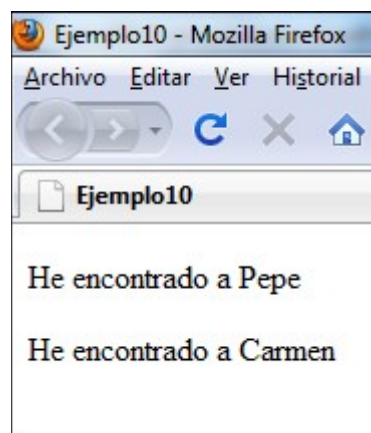 Ejemplo10 - Mozilla Firefox
Archivo Editar Ver Historial
Ejemplo10
He encontrado a Pepe
He encontrado a Carmen